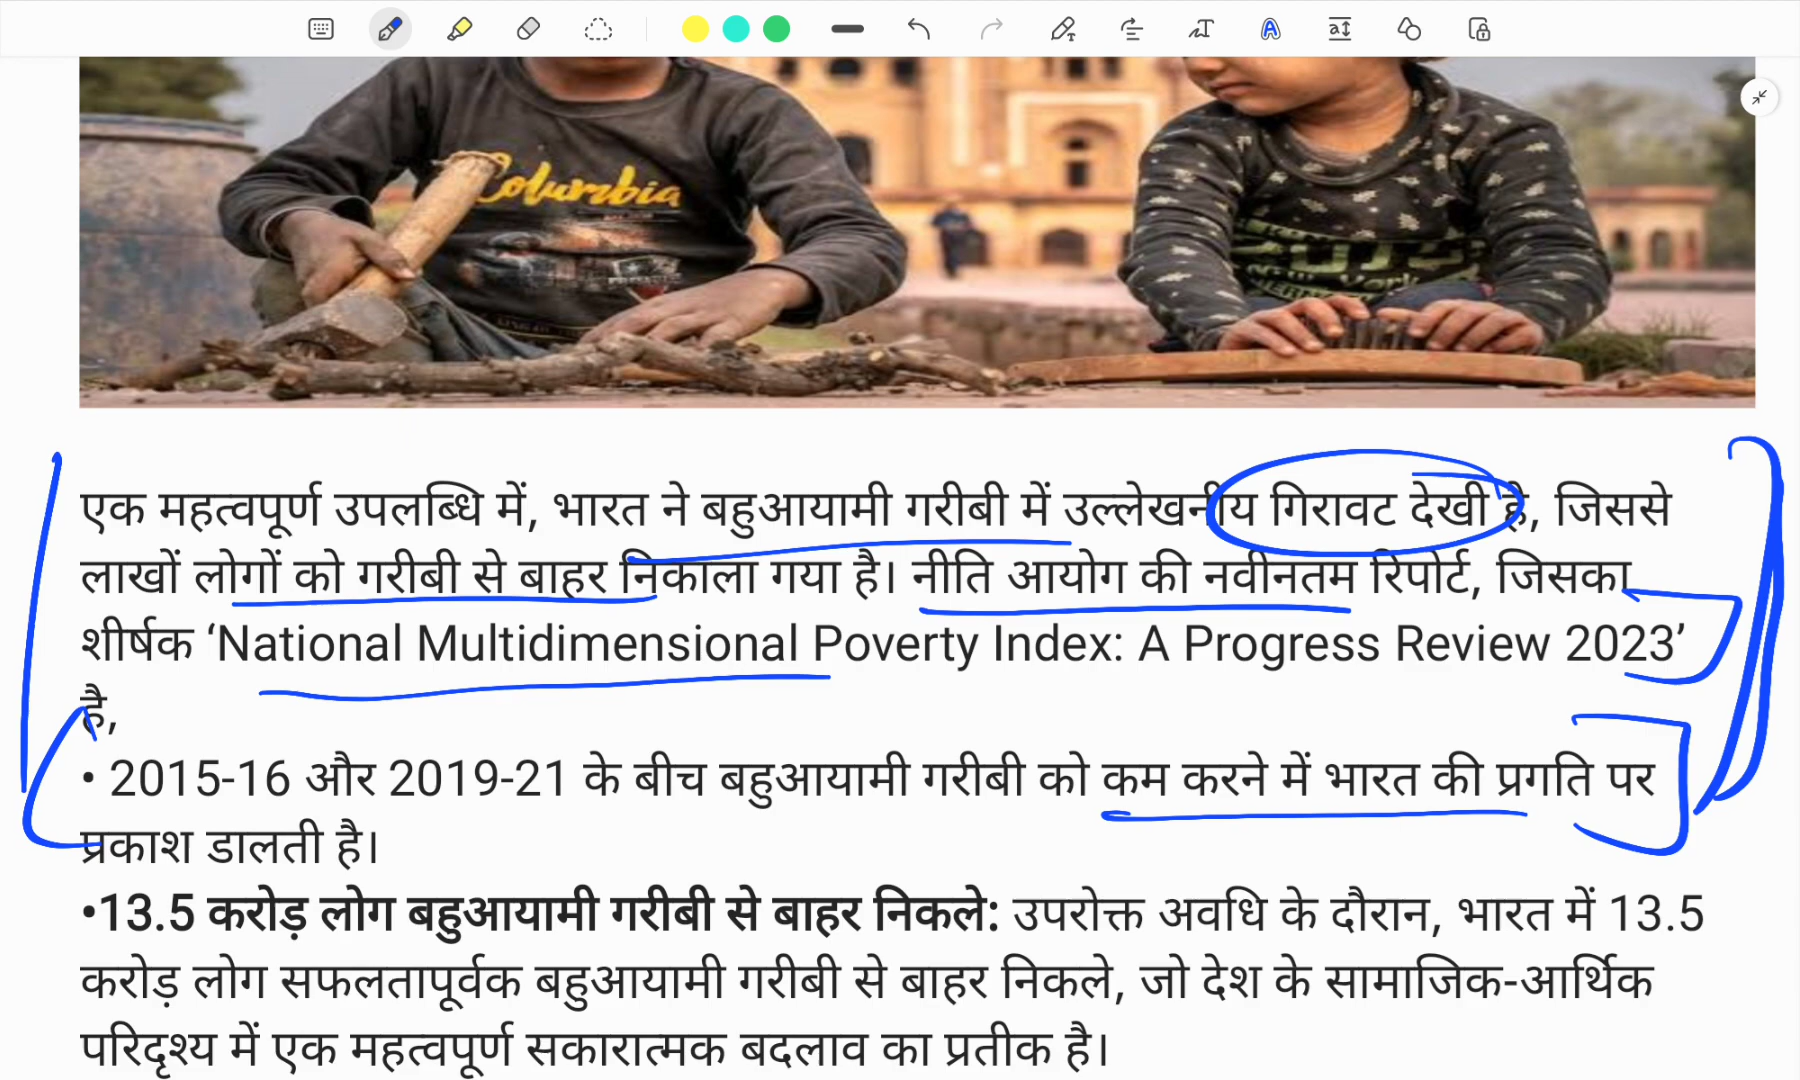 Columbia
एक महत्वपूर्ण उपलब्धि में, भारत ने बहुआयामी गरीबी में उल्लेखनीय गिरावट देखी है, जिससे
लाखों लोगों को गरीबी से बाहर निकाला गया है। नीति आयोग की नवीनतम रिपोर्ट, जिसका
शीर्षक ‘National Multidimensional Poverty Index: A Progress Review 2023’
है,
• 2015-16 और 2019-21 के बीच बहुआयामी गरीबी को कम करने में भारत की प्रगति पर
प्रकाश डालती है।
•13.5 करोड़ लोग बहुआयामी गरीबी से बाहर निकले: उपरोक्त अवधि के दौरान, भारत में 13.5
करोड़ लोग सफलतापूर्वक बहुआयामी गरीबी से बाहर निकले, जो देश के सामाजिक-आर्थिक
परिदृश्य में एक महत्वपूर्ण सकारात्मक बदलाव का प्रतीक है।